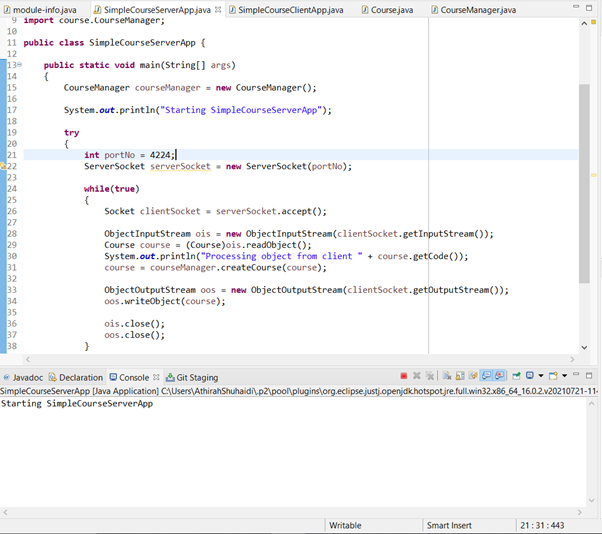 module-info.java SimpleCourseServerApp.java SimpleCourseClientApp.java Course.java CourseManager.java
9 import course.CourseManager;
10
11 public class SimpleCourseServerApp {
12
13 public static void main(String[] args)
14 {
15 CourseManager courseManager = new CourseManager();
16
17 System.out.println("Starting SimpleCourseServerApp");
18
19 try
20 {
21 int portNo = 4224;
22 ServerSocket serverSocket = new ServerSocket(portNo);
23
24 while(true)
25 {
26 Socket clientSocket = serverSocket.accept();
27
28 ObjectInputStream ois = new ObjectInputStream(clientSocket.getInputStream());
29 Course course = (Course)ois.readObject();
30 System.out.println("Processing object from client " + course.getCode());
31 course = courseManager.createCourse(course);
32
33 ObjectOutputStream oos = new ObjectOutputStream(clientSocket.getOutputStream());
34 oos.writeObject(course);
35
36 ois.close();
37 oos.close();
38 }
Javadoc Declaration Console Git Staging
SimpleCourseServerApp [Java Application] C:\Users\AthirahShuhaidi\.p2\pool\plugins\org.eclipse.justj.openjdk.hotspot.jre.full.win32.x86_64_16.0.2.v20210721-114
Starting SimpleCourseServerApp
Writable Smart Insert 21 : 31 : 443